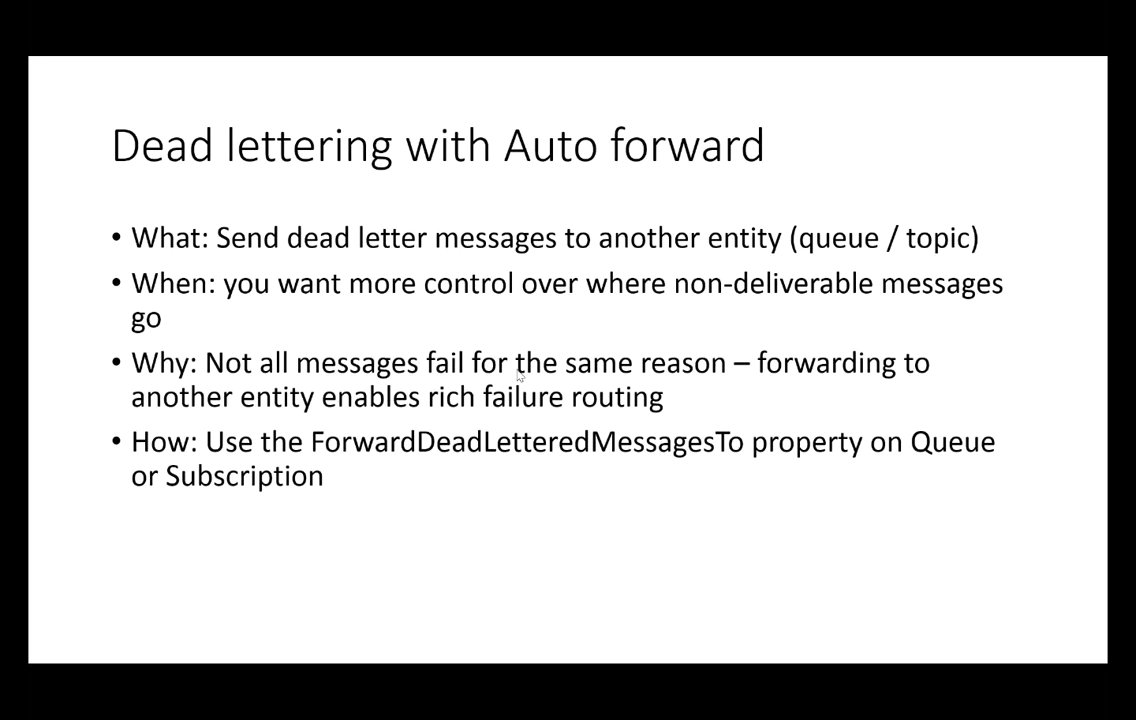 Dead lettering with Auto forward
• What: Send dead letter messages to another entity (queue / topic)
• When: you want more control over where non-deliverable messages
go
• Why: Not all messages fail for the same reason – forwarding to
another entity enables rich failure routing
• How: Use the ForwardDeadLetteredMessagesTo property on Queue
or Subscription